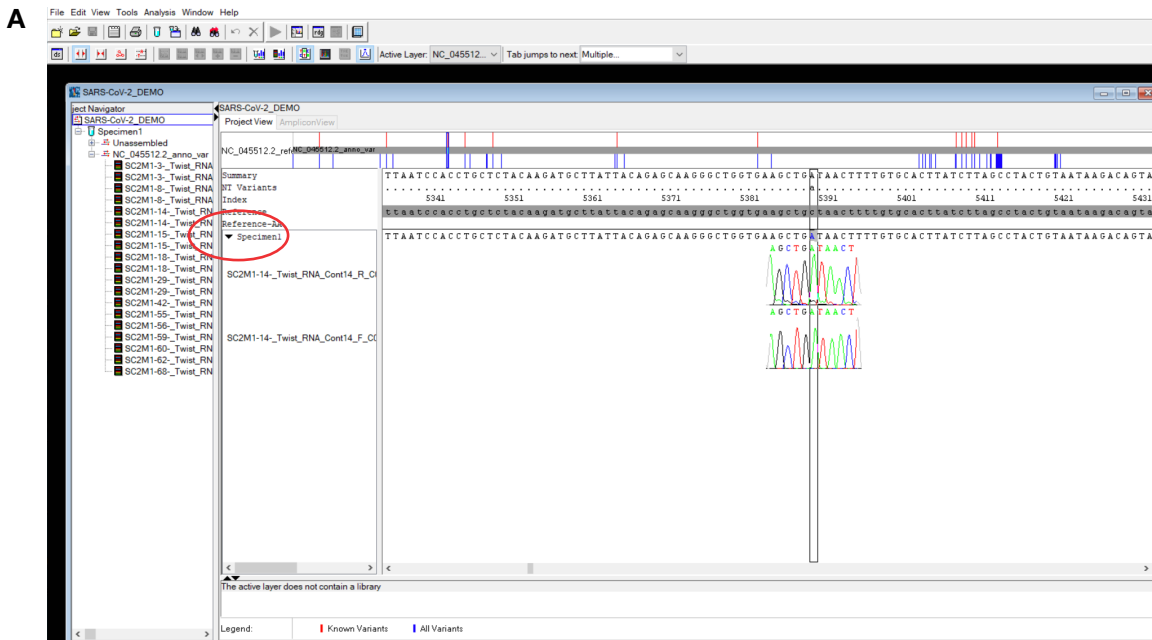 A
File Edit View Tools Analysis Window Help
Active Layer: NC_045512... Tab jumps to next: Multiple...
SARS-CoV-2_DEMO
ject Navigator
SARS-CoV-2_DEMO
Specimen1
Unassembled
NC_045512.2_anno_var
SC2M1-3-_Twist_RNA
SC2M1-3-_Twist_RNA
SC2M1-8-_Twist_RNA
SC2M1-8-_Twist_RNA
SC2M1-14-_Twist_RN
SC2M1-14-_Twist_RN
SC2M1-15-_Twist_RN
SC2M1-15-_Twist_RN
SC2M1-18-_Twist_RN
SC2M1-18-_Twist_RN
SC2M1-29-_Twist_RN
SC2M1-29-_Twist_RN
SC2M1-42-_Twist_RN
SC2M1-55-_Twist_RN
SC2M1-56-_Twist_RN
SC2M1-59-_Twist_RN
SC2M1-60-_Twist_RN
SC2M1-62-_Twist_RN
SC2M1-68-_Twist_RN
SARS-CoV-2_DEMO
Project View AmpliconView
NC_045512.2_refe NC_045512.2_anno_var
Summary TTAATCCACCTGCTCTACAAGATGCTTATTACAGAGCAAGGGCTGGTGAAGCTGATAACTTTTGTGCACTTATCTTAGCCTACTGTAATAAGACAGTA
NT Variants a
Index 5341 5351 5361 5371 5381 5391 5401 5411 5421 5431
Reference ttaatccacctgctctacaagatgcttattacagagcaagggctggtgaagctgctaacttttgtgcacttatcttagcctactgtaataagacagta
Reference-AA
Specimen1 TTAATCCACCTGCTCTACAAGATGCTTATTACAGAGCAAGGGCTGGTGAAGCTGATAACTTTTGTGCACTTATCTTAGCCTACTGTAATAAGACAGTA
AGCTGATAACT
SC2M1-14-_Twist_RNA_Cont14_R_C
AGCTGATAACT
SC2M1-14-_Twist_RNA_Cont14_F_C
The active layer does not contain a library
Legend: Known Variants All Variants